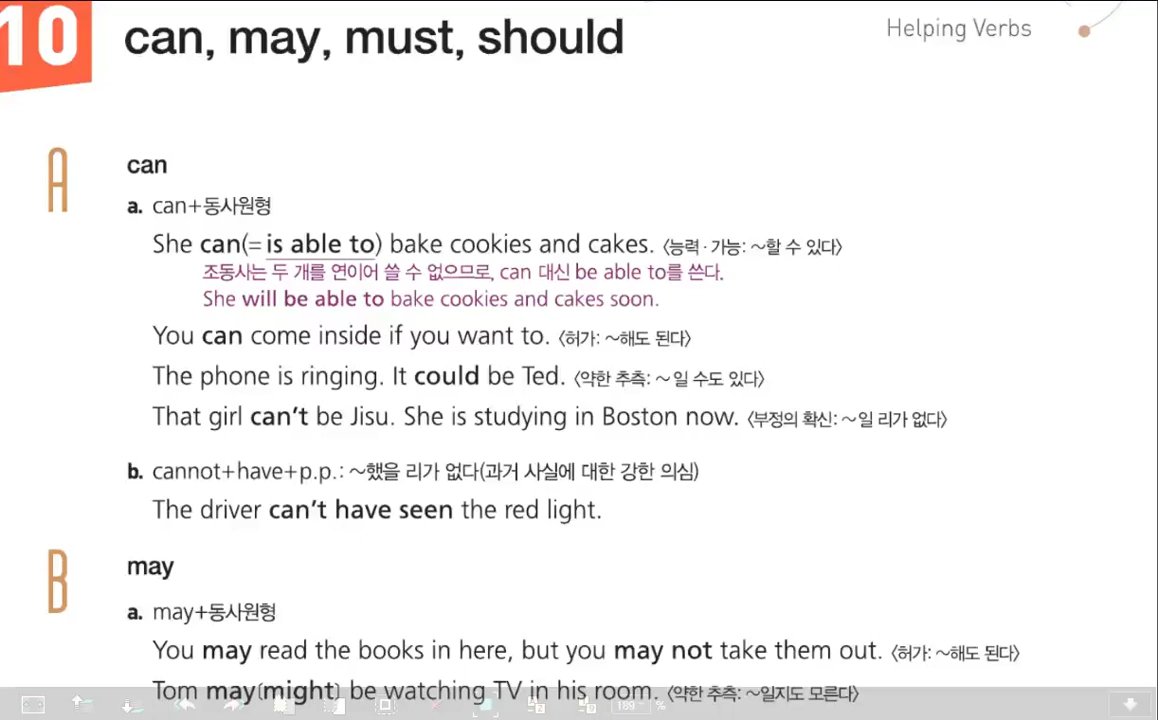 10
can, may, must, should
Helping Verbs
A
can
a. can+동사원형
She can(= is able to) bake cookies and cakes. 〈능력 · 가능: ~할 수 있다〉
조동사는 두 개를 연이어 쓸 수 없으므로, can 대신 be able to를 쓴다.
She will be able to bake cookies and cakes soon.
You can come inside if you want to. 〈허가: ~해도 된다〉
The phone is ringing. It could be Ted. 〈약한 추측: ~일 수도 있다〉
That girl can't be Jisu. She is studying in Boston now. 〈부정의 확신: ~일 리가 없다〉
b. cannot+have+p.p.: ~했을 리가 없다(과거 사실에 대한 강한 의심)
The driver can't have seen the red light.
B
may
a. may+동사원형
You may read the books in here, but you may not take them out. 〈허가: ~해도 된다〉
Tom may(might) be watching TV in his room. 〈약한 추측: ~일지도 모른다〉
189 %